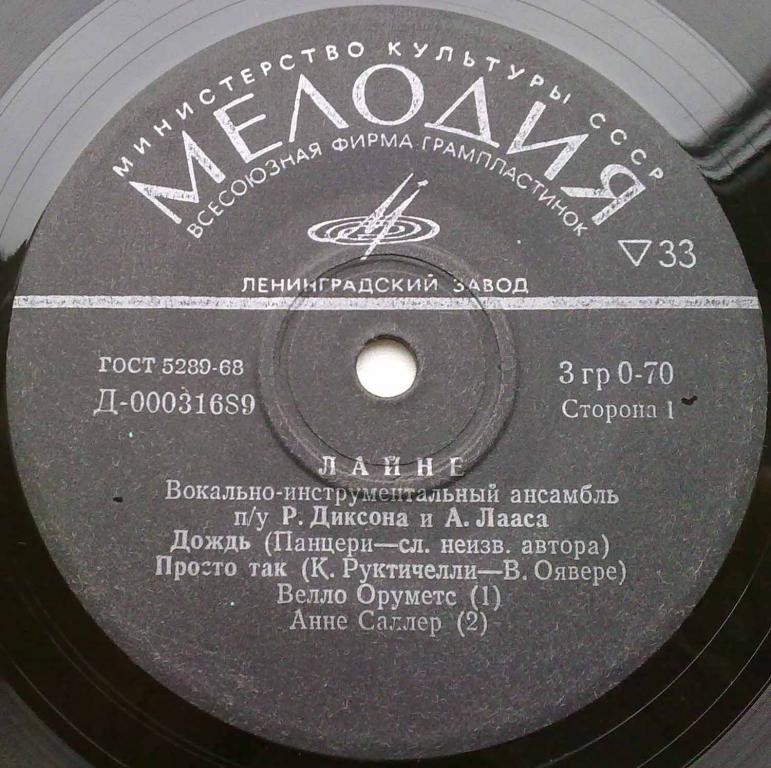 МИНИСТЕРСТВО КУЛЬТУРЫ СССР
МЕЛОДИЯ
ВСЕСОЮЗНАЯ ФИРМА ГРАМПЛАСТИНОК
▽33
ЛЕНИНГРАДСКИЙ ЗАВОД
ГОСТ 5289-68
3 гр 0-70
Д-00031689
Сторона 1
ЛАЙНЕ
Вокально-инструментальный ансамбль
п/у Р. Диксона и А. Лааса
Дождь (Панцери—сл. неизв. автора)
Просто так (К. Руктичелли—В. Оявере)
Велло Оруметс (1)
Анне Саллер (2)